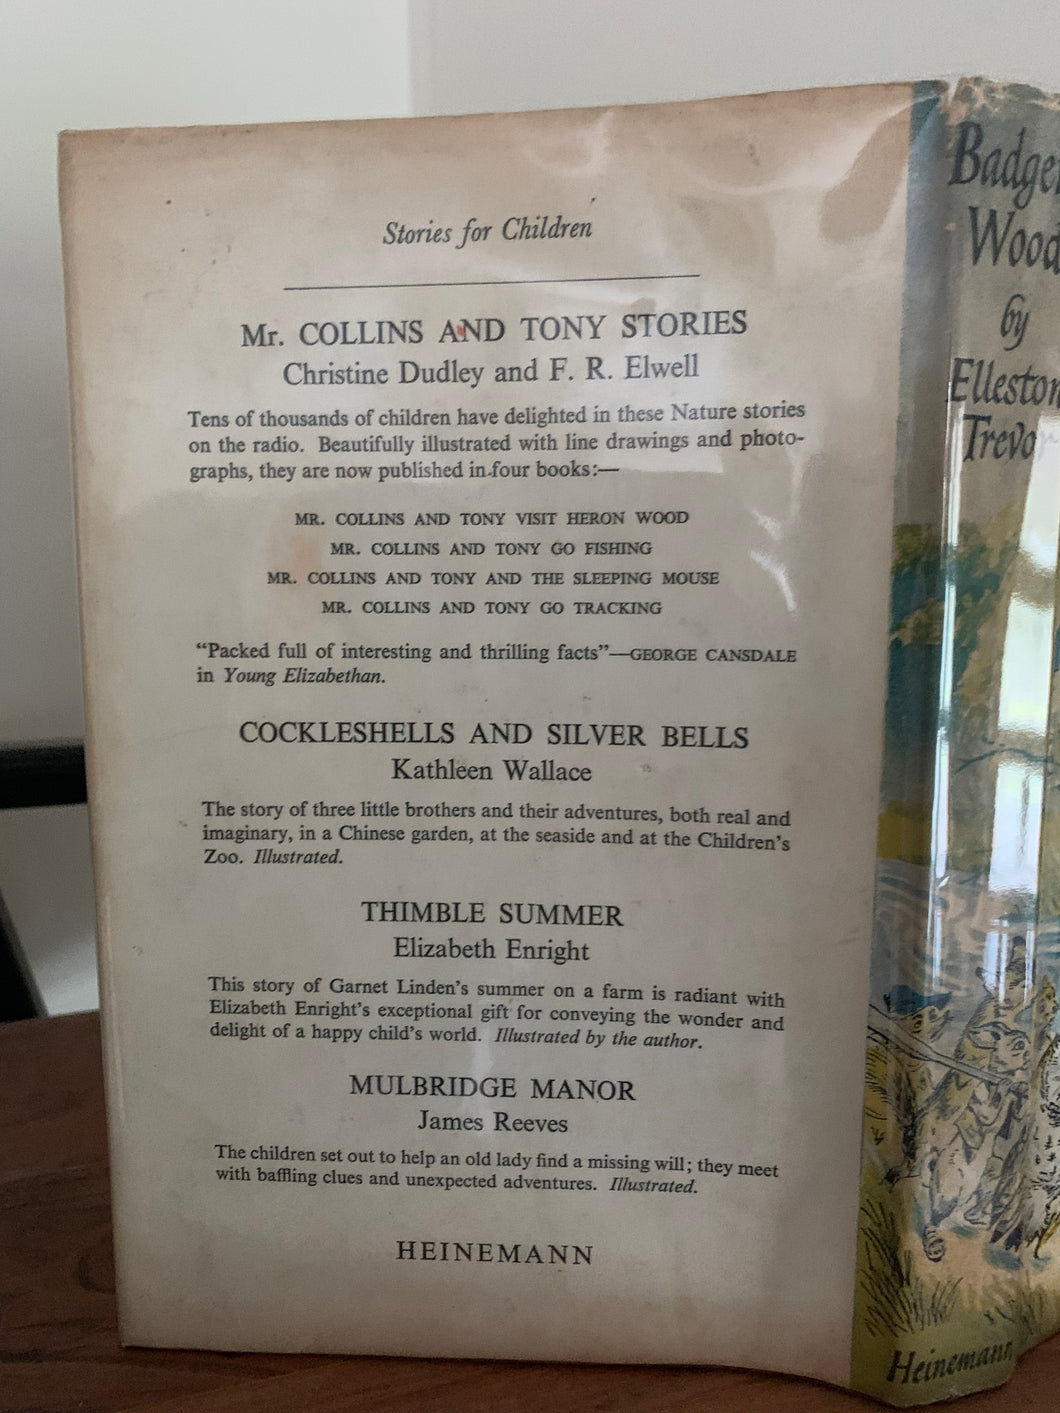 Stories for Children
Mr. COLLINS AND TONY STORIES
Christine Dudley and F. R. Elwell
Tens of thousands of children have delighted in these Nature stories
on the radio. Beautifully illustrated with line drawings and photo-
graphs, they are now published in four books:—
MR. COLLINS AND TONY VISIT HERON WOOD
MR. COLLINS AND TONY GO FISHING
MR. COLLINS AND TONY AND THE SLEEPING MOUSE
MR. COLLINS AND TONY GO TRACKING
“Packed full of interesting and thrilling facts”—GEORGE CANSDALE
in Young Elizabethan.
COCKLESHELLS AND SILVER BELLS
Kathleen Wallace
The story of three little brothers and their adventures, both real and
imaginary, in a Chinese garden, at the seaside and at the Children’s
Zoo. Illustrated.
THIMBLE SUMMER
Elizabeth Enright
This story of Garnet Linden’s summer on a farm is radiant with
Elizabeth Enright’s exceptional gift for conveying the wonder and
delight of a happy child’s world. Illustrated by the author.
MULBRIDGE MANOR
James Reeves
The children set out to help an old lady find a missing will; they meet
with baffling clues and unexpected adventures. Illustrated.
HEINEMANN
Badger
Wood
by
Elleston
Trevor
Heinemann